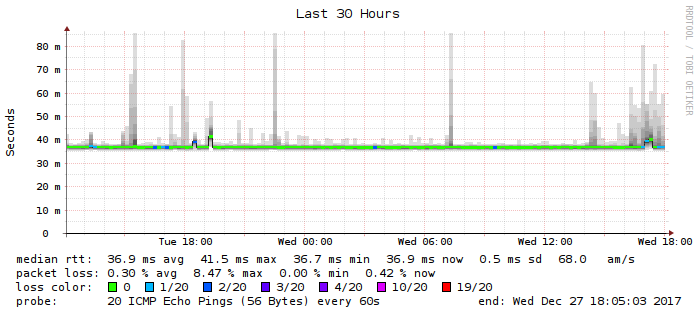 Last 30 Hours
RRDTOOL / TOBI OETIKER
Seconds
80 m
70 m
60 m
50 m
40 m
30 m
20 m
10 m
0
Tue 18:00 Wed 00:00 Wed 06:00 Wed 12:00 Wed 18:00
median rtt: 36.9 ms avg 41.5 ms max 36.7 ms min 36.9 ms now 0.5 ms sd 68.0 am/s
packet loss: 0.30 % avg 8.47 % max 0.00 % min 0.42 % now
loss color: 0 1/20 2/20 3/20 4/20 10/20 19/20
probe: 20 ICMP Echo Pings (56 Bytes) every 60s end: Wed Dec 27 18:05:03 2017